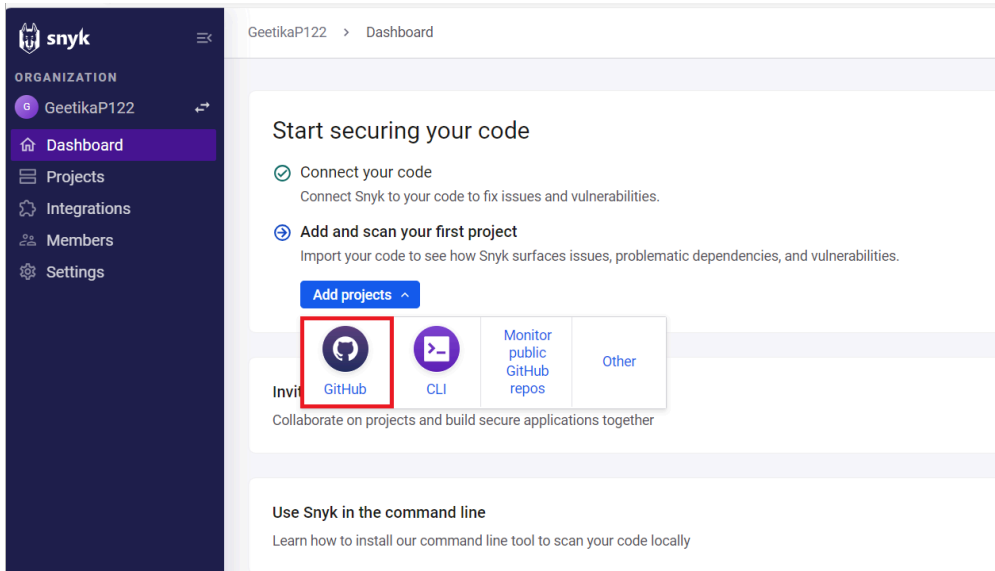 snyk
GeetikaP122 > Dashboard
ORGANIZATION
G GeetikaP122
Dashboard
Projects
Integrations
Members
Settings
Start securing your code
Connect your code
Connect Snyk to your code to fix issues and vulnerabilities.
Add and scan your first project
Import your code to see how Snyk surfaces issues, problematic dependencies, and vulnerabilities.
Add projects
GitHub
CLI
Monitor
public
GitHub
repos
Other
Invit
Collaborate on projects and build secure applications together
Use Snyk in the command line
Learn how to install our command line tool to scan your code locally